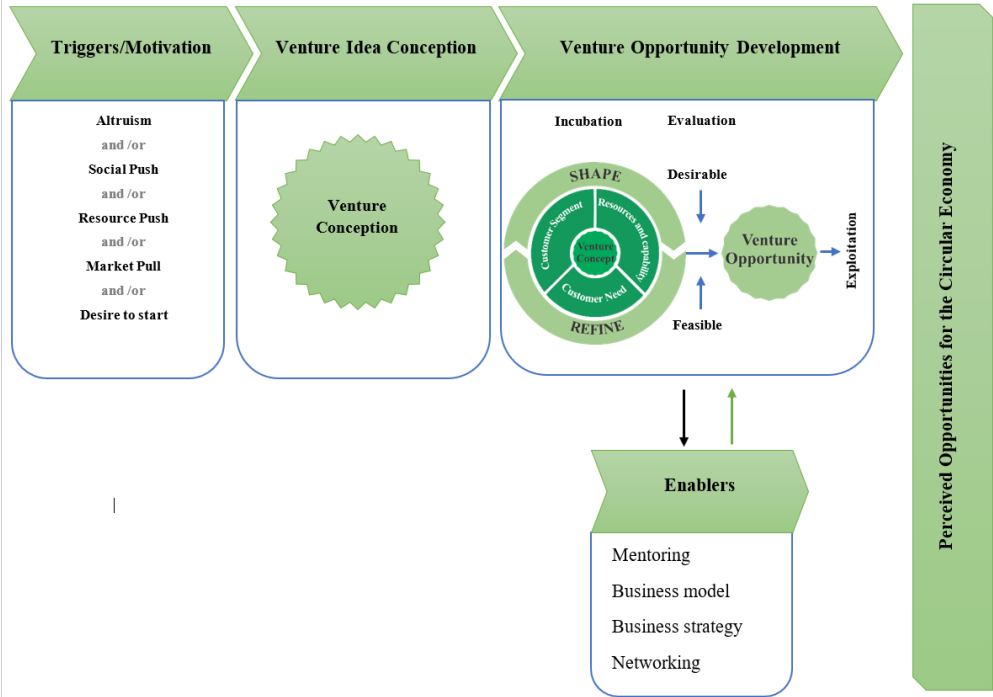 Triggers/Motivation
Venture Idea Conception
Venture Opportunity Development
Altruism
and /or
Social Push
and /or
Resource Push
and /or
Market Pull
and /or
Desire to start
Venture
Conception
Incubation
Evaluation
SHAPE
Customer Segment
Resources and capability
Venture
Concept
Customer Need
REFINE
Desirable
Venture
Opportunity
Feasible
Exploitation
Enablers
Mentoring
Business model
Business strategy
Networking
Perceived Opportunities for the Circular Economy